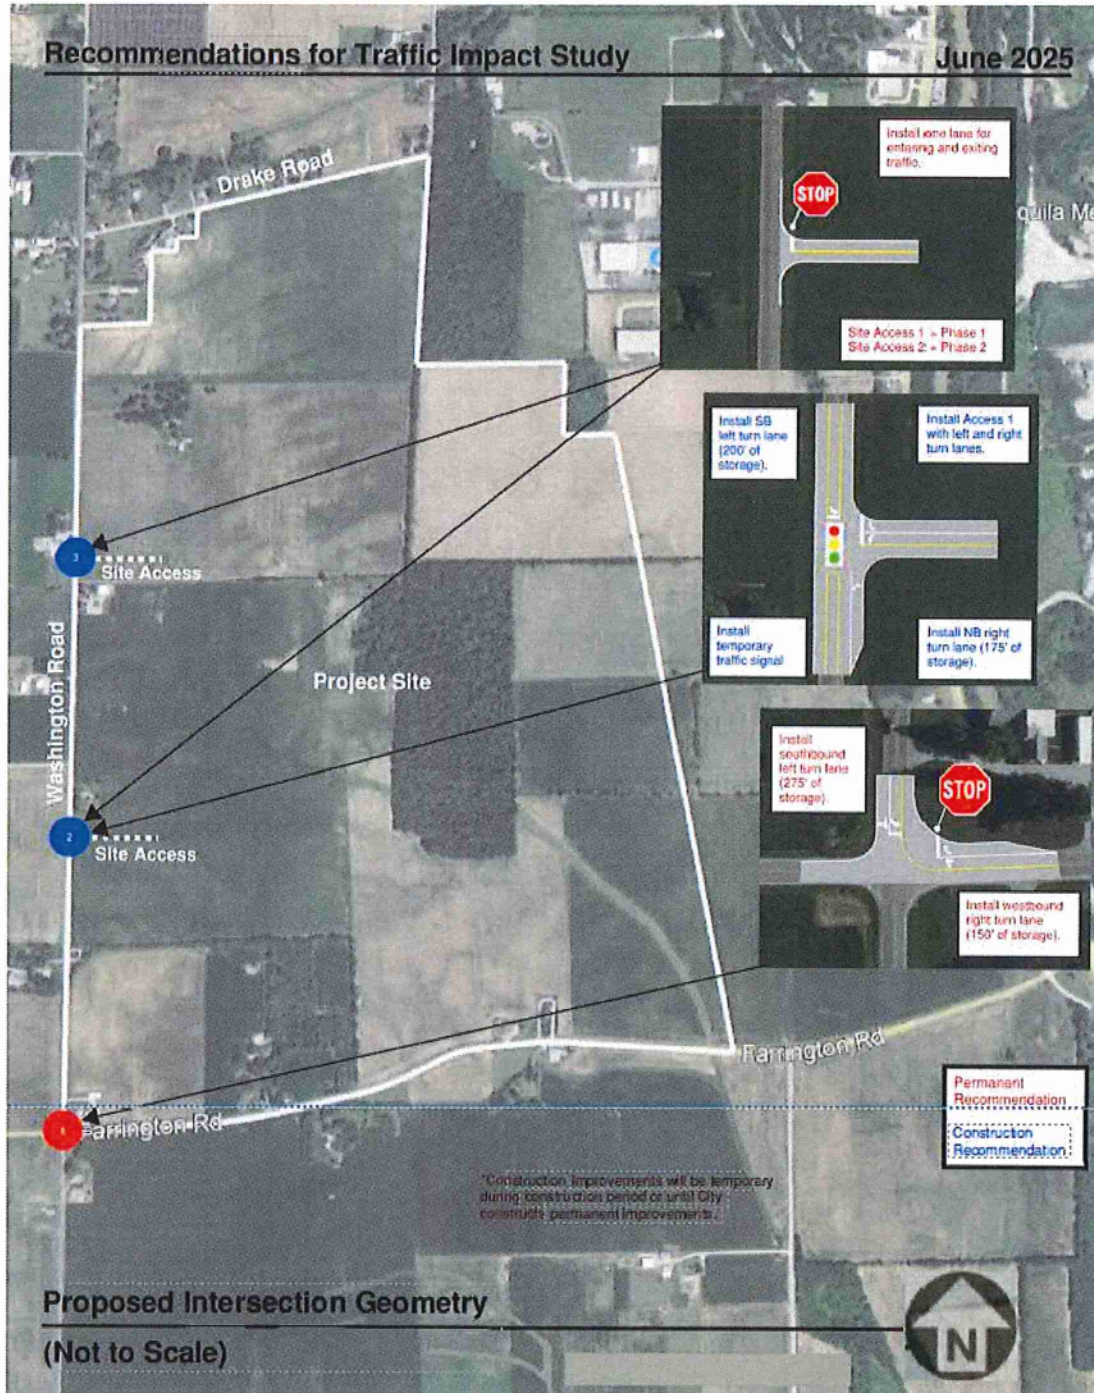 Recommendations for Traffic Impact Study
June 2025
Drake Road
Install one lane for
entering and exiting
traffic.
STOP
quila Me
Site Access 1 = Phase 1
Site Access 2: = Phase 2
Install SB
left turn lane
(200' of
storage).
Install Access 1
with left and right
turn lanes.
3
Site Access
Install
temporary
traffic signal
Install NB right
turn lane (175' of
storage).
Washington Road
Project Site
Install
southbound
left turn lane
(275' of
storage).
STOP
2
Site Access
Install westbound
right turn lane
(150' of storage).
Farrington Rd
Permanent
Recommendation
Construction
Recommendation
1
Farrington Rd
*Construction Improvements will be temporary
during construction period or until City
constructs permanent improvements.
Proposed Intersection Geometry
(Not to Scale)
N